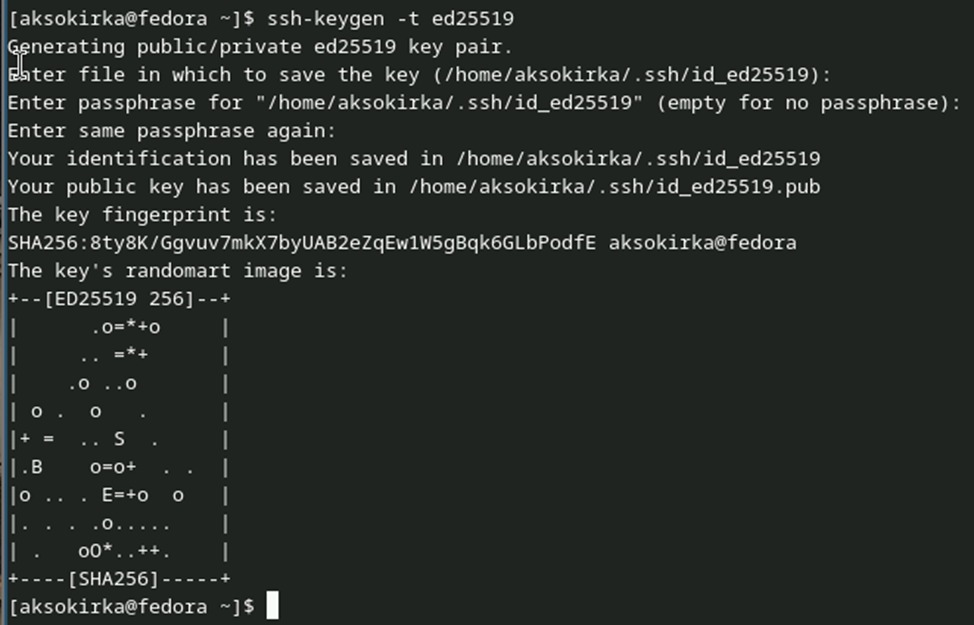 [aksokirka@fedora ~]$ ssh-keygen -t ed25519
Generating public/private ed25519 key pair.
Enter file in which to save the key (/home/aksokirka/.ssh/id_ed25519):
Enter passphrase for "/home/aksokirka/.ssh/id_ed25519" (empty for no passphrase):
Enter same passphrase again:
Your identification has been saved in /home/aksokirka/.ssh/id_ed25519
Your public key has been saved in /home/aksokirka/.ssh/id_ed25519.pub
The key fingerprint is:
SHA256:8ty8K/Ggvuv7mkX7byUAB2eZqEw1W5gBqk6GLbPodfE aksokirka@fedora
The key's randomart image is:
+--[ED25519 256]--+
|      .o=*+o     |
|     .. =*+      |
|    .o ..o       |
| o .  o   .      |
|+ =  .. S  .     |
|.B    o=o+  . .  |
|o .. . E=+o  o   |
|. . . .o.....    |
| .   oO*..++.    |
+----[SHA256]-----+
[aksokirka@fedora ~]$